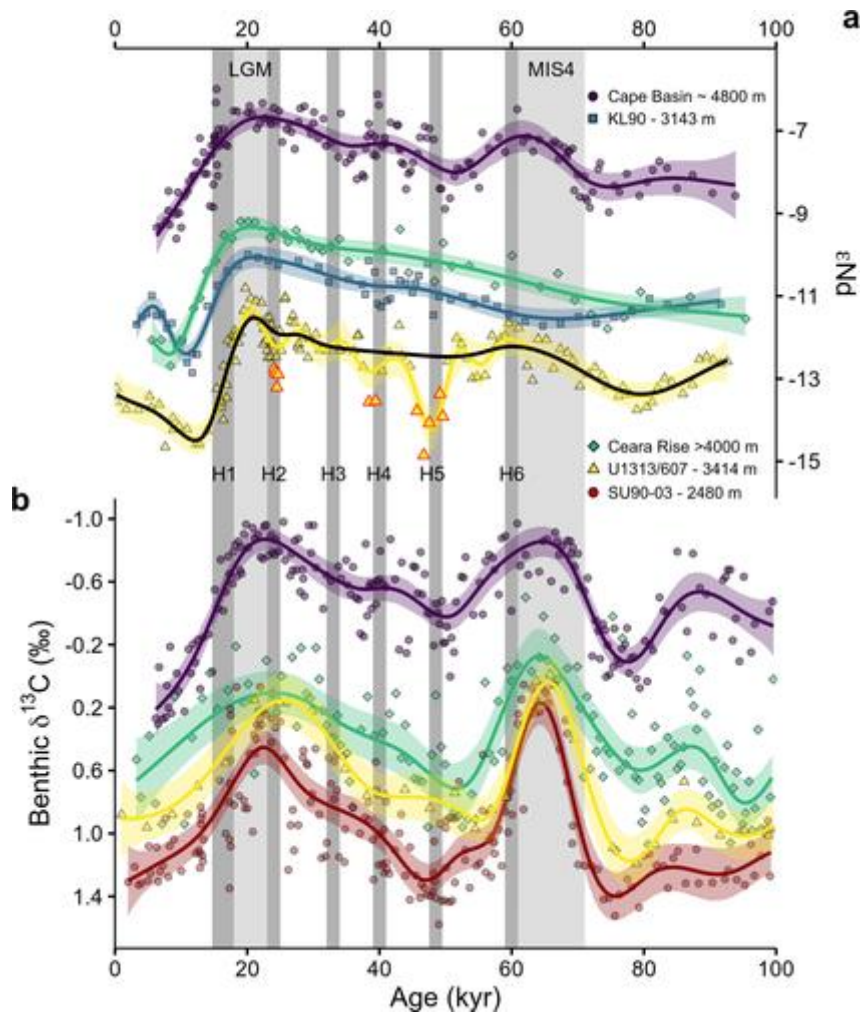 0 20 40 60 80 100
a
LGM MIS4
Cape Basin ~ 4800 m
KL90 - 3143 m
-7
-9
-11
-13
-15
εNd
Ceara Rise >4000 m
U1313/607 - 3414 m
SU90-03 - 2480 m
H1 H2 H3 H4 H5 H6
b
-1.0
-0.6
-0.2
0.2
0.6
1.0
1.4
Benthic δ13C (‰)
0 20 40 60 80 100
Age (kyr)